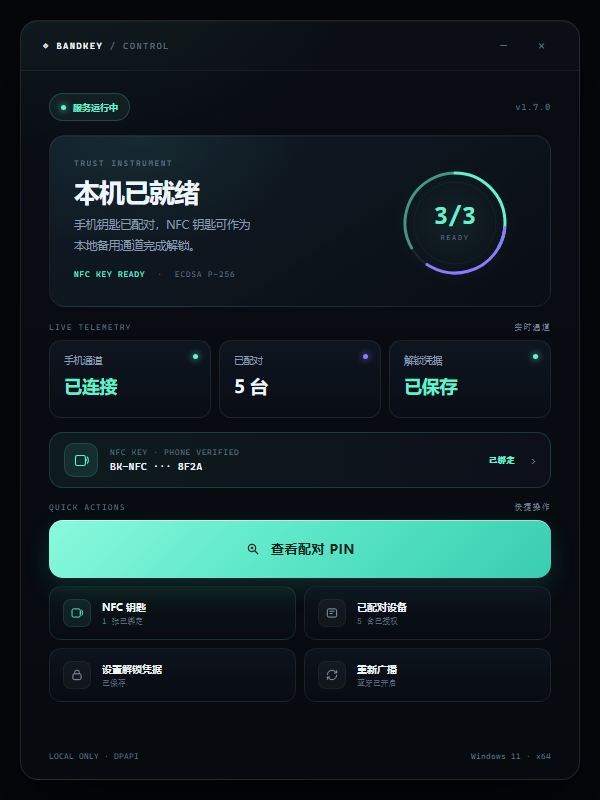 BANDKEY / CONTROL
服务运行中
v1.7.0
TRUST INSTRUMENT
本机已就绪
手机钥匙已配对，NFC 钥匙可作为
本地备用通道完成解锁。
NFC KEY READY · ECDSA P-256
3/3
READY
LIVE TELEMETRY
实时通道
手机通道
已连接
已配对
5 台
解锁凭据
已保存
NFC KEY · PHONE VERIFIED
BK-NFC ··· 8F2A
已绑定
QUICK ACTIONS
快捷操作
查看配对 PIN
NFC 钥匙
1 张已绑定
已配对设备
5 台已授权
设置解锁凭据
已保存
重新广播
蓝牙已开启
LOCAL ONLY · DPAPI
Windows 11 · x64